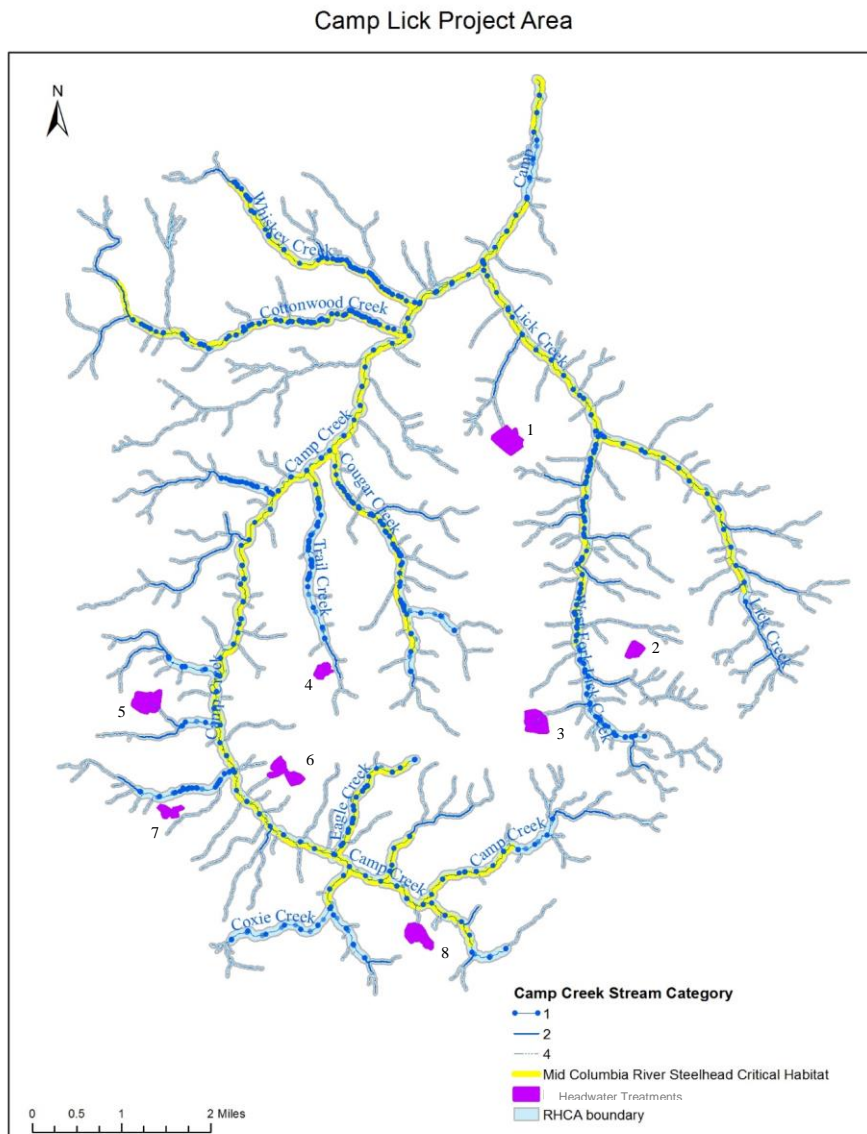 Camp Lick Project Area
N
Camp
Whiskey Creek
Cottonwood Creek
Lick Creek
1
Camp Creek
Cougar Creek
Trail Creek
Lick Creek
2
4
Camp Creek
5
3
6
7
Eagle Creek
Camp Creek
Camp Creek
Coxie Creek
8
Camp Creek Stream Category
1
2
4
Mid Columbia River Steelhead Critical Habitat
Headwater Treatments
RHCA boundary
0 0.5 1 2 Miles